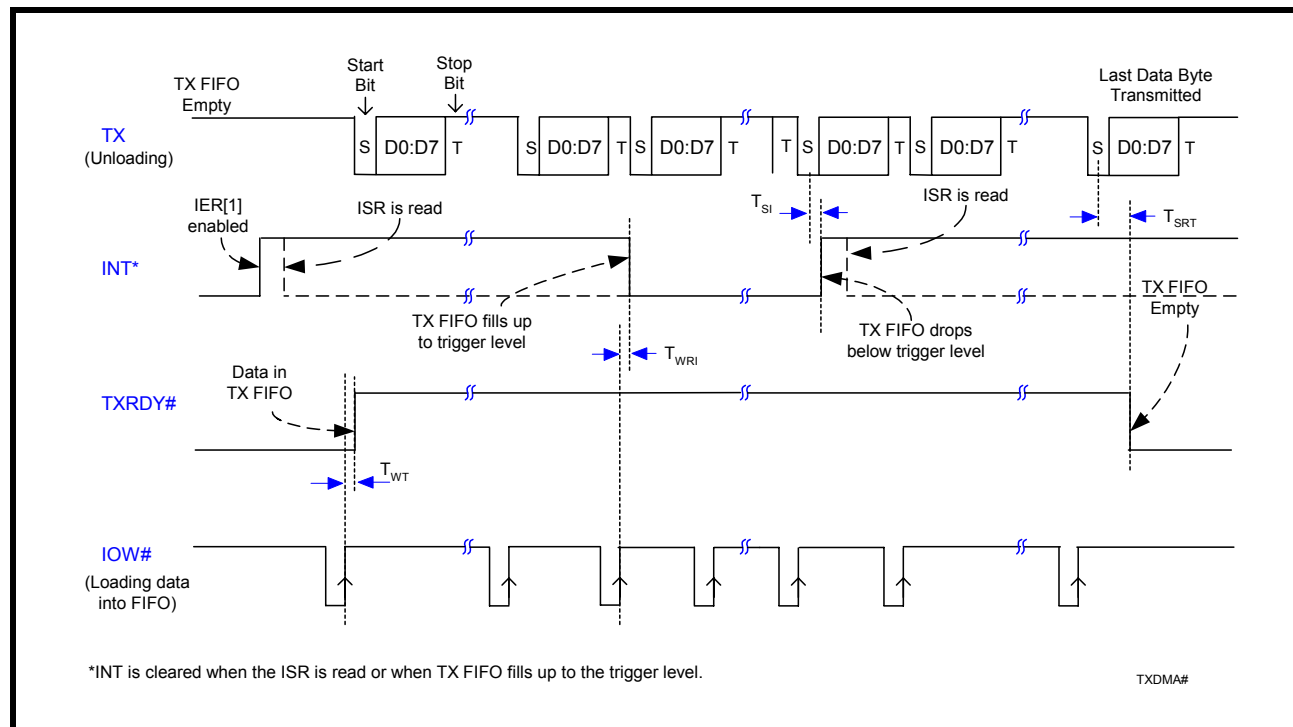 TX FIFO
Empty
Start
Bit
Stop
Bit
Last Data Byte
Transmitted
TX
(Unloading)
S D0:D7 T S D0:D7 T S D0:D7 T T S D0:D7 T S D0:D7 T S D0:D7 T
IER[1]
enabled
ISR is read
TSI
ISR is read
TSRT
INT*
TX FIFO fills up
to trigger level
TX FIFO drops
below trigger level
TX FIFO
Empty
TWRI
Data in
TX FIFO
TXRDY#
TWT
IOW#
(Loading data
into FIFO)
*INT is cleared when the ISR is read or when TX FIFO fills up to the trigger level.
TXDMA#